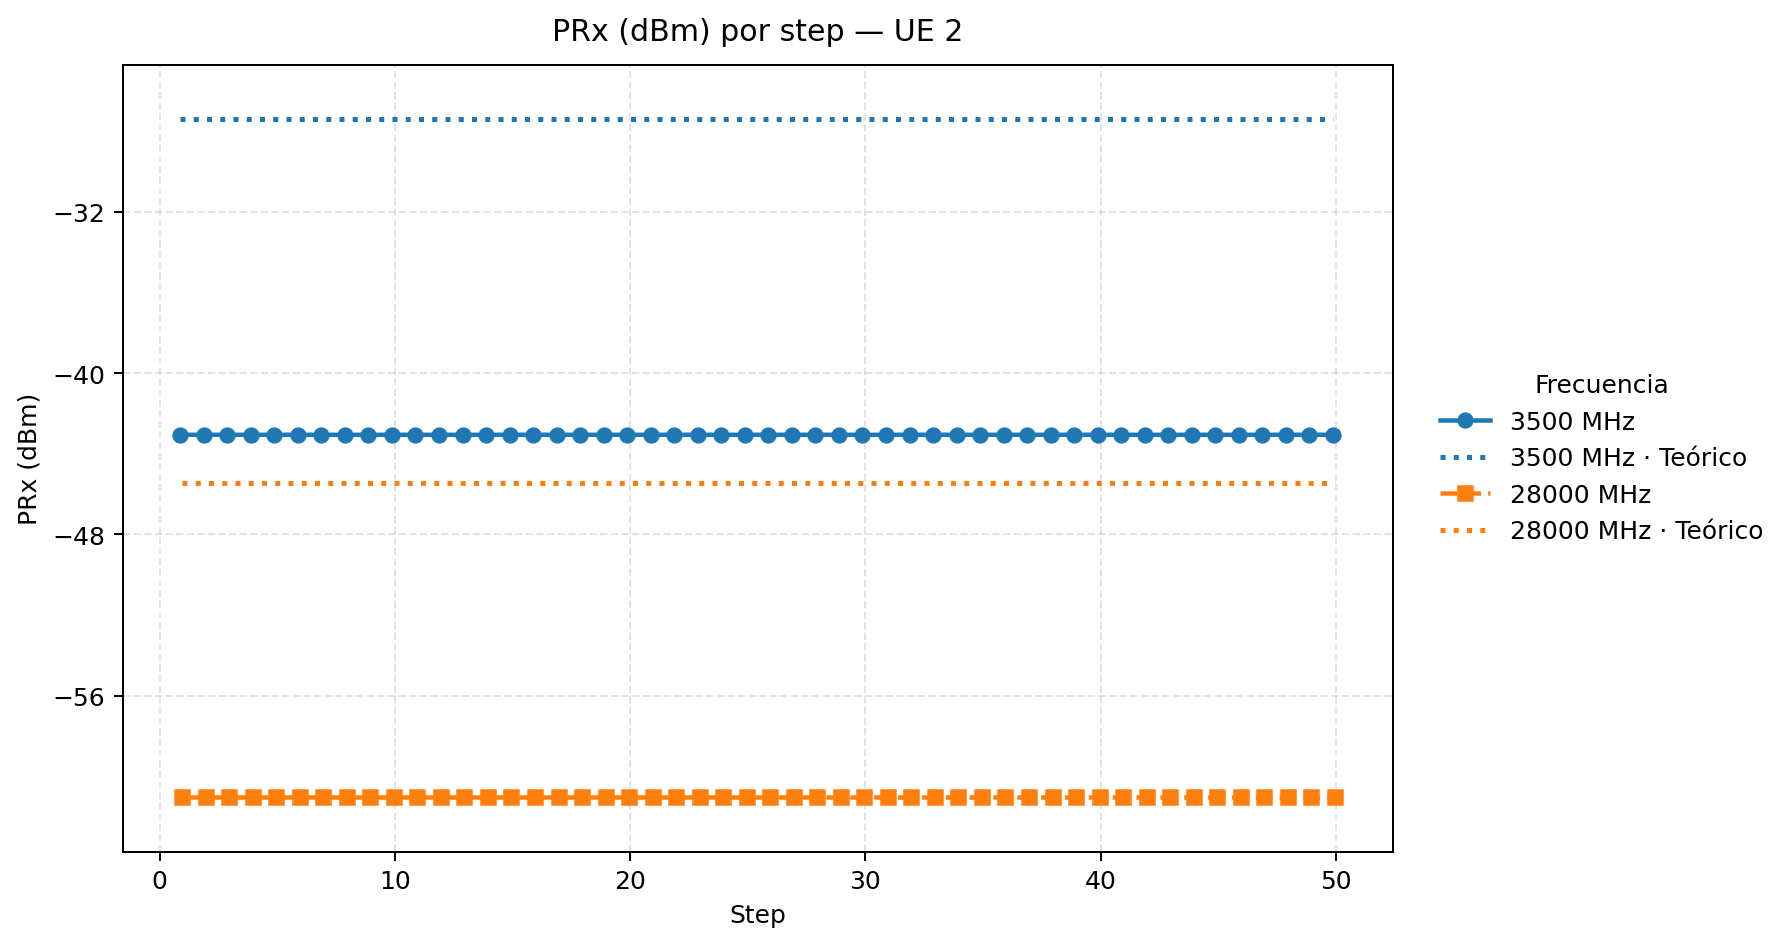 PRx (dBm) por step — UE 2
PRx (dBm)
−32
−40
−48
−56
0
10
20
30
40
50
Step
Frecuencia
3500 MHz
3500 MHz · Teórico
28000 MHz
28000 MHz · Teórico